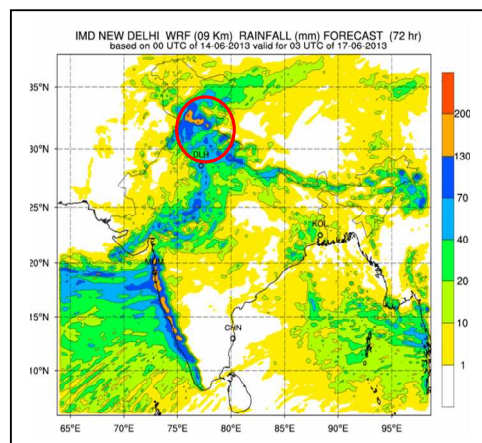 IMD NEW DELHI WRF (09 Km) RAINFALL (mm) FORECAST (72 hr)
based on 00 UTC of 14-06-2013 valid for 03 UTC of 17-06-2013
35°N
30°N
25°N
20°N
15°N
10°N
DLH
KOL
MUM
CHN
65°E
70°E
75°E
80°E
85°E
90°E
95°E
200
130
70
40
20
10
1